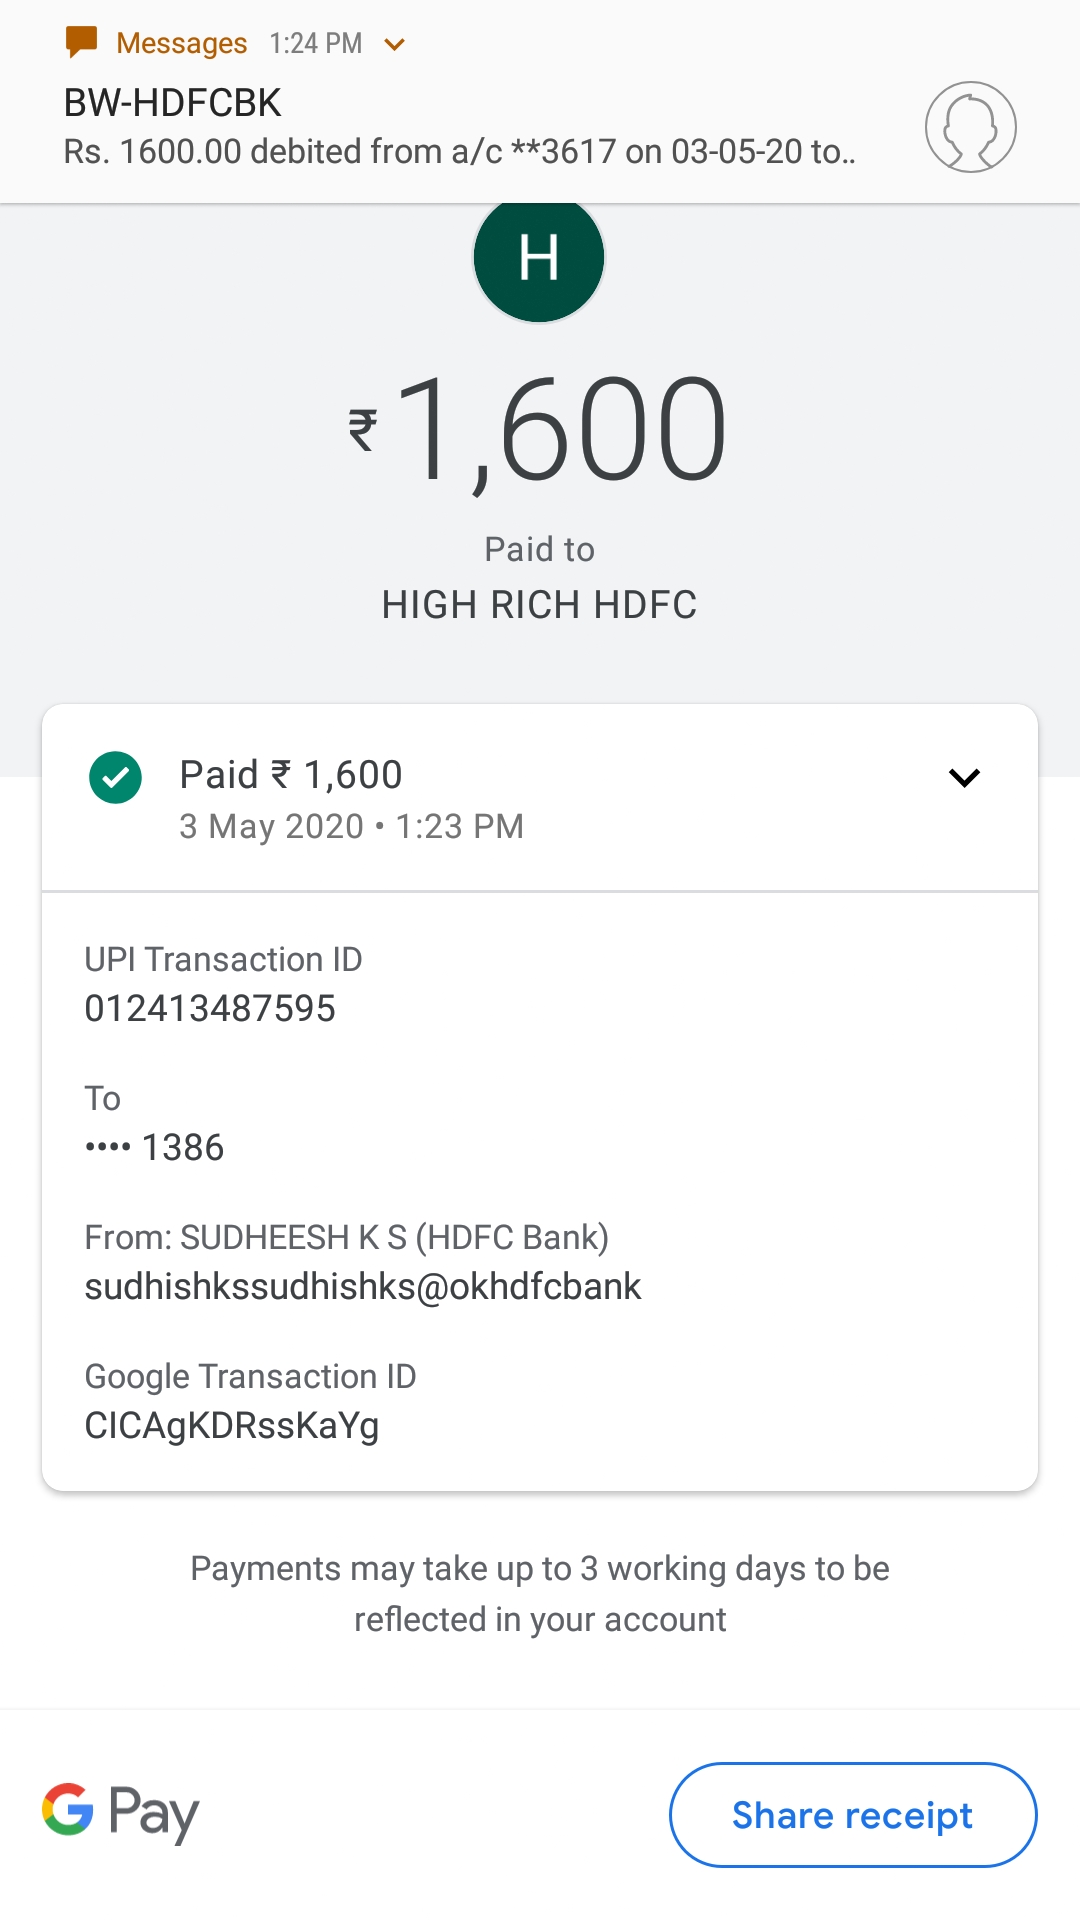 Messages 1:24 PM
BW-HDFCBK
Rs. 1600.00 debited from a/c **3617 on 03-05-20 to..
H
₹1,600
Paid to
HIGH RICH HDFC
Paid ₹ 1,600
3 May 2020 • 1:23 PM
UPI Transaction ID
012413487595
To
•••• 1386
From: SUDHEESH K S (HDFC Bank)
sudhishkssudhishks@okhdfcbank
Google Transaction ID
CICAgKDRssKaYg
Payments may take up to 3 working days to be
reflected in your account
G Pay
Share receipt